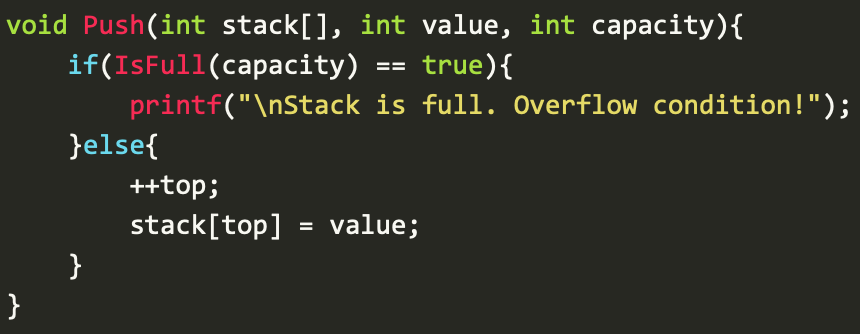 void Push(int stack[], int value, int capacity){
    if(IsFull(capacity) == true){
        printf("\nStack is full. Overflow condition!");
    }else{
        ++top;
        stack[top] = value;
    }
}